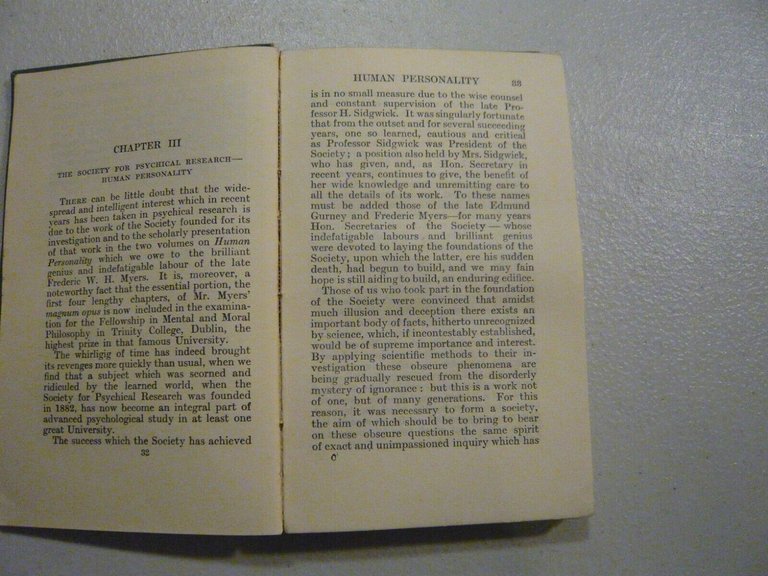 CHAPTER III
THE SOCIETY FOR PSYCHICAL RESEARCH—
HUMAN PERSONALITY
THERE can be little doubt that the wide-
spread and intelligent interest which in recent
years has been taken in psychical research is
due to the work of the Society founded for its
investigation and to the scholarly presentation
of that work in the two volumes on Human
Personality which we owe to the brilliant
genius and indefatigable labour of the late
Frederic W. H. Myers. It is, moreover, a
noteworthy fact that the essential portion, the
first four lengthy chapters, of Mr. Myers'
magnum opus is now included in the examina-
tion for the Fellowship in Mental and Moral
Philosophy in Trinity College, Dublin, the
highest prize in that famous University.
The whirligig of time has indeed brought
its revenges more quickly than usual, when we
find that a subject which was scorned and
ridiculed by the learned world, when the
Society for Psychical Research was founded
in 1882, has now become an integral part of
advanced psychological study in at least one
great University.
The success which the Society has achieved
32
HUMAN PERSONALITY 33
is in no small measure due to the wise counsel
and constant supervision of the late Pro-
fessor H. Sidgwick. It was singularly fortunate
that from the outset and for several succeeding
years, one so learned, cautious and critical
as Professor Sidgwick was President of the
Society; a position also held by Mrs. Sidgwick,
who has given, and, as Hon. Secretary in
recent years, continues to give, the benefit of
her wide knowledge and unremitting care to
all the details of its work. To these names
must be added those of the late Edmund
Gurney and Frederic Myers—for many years
Hon. Secretaries of the Society—whose
indefatigable labours and brilliant genius
were devoted to laying the foundations of the
Society, upon which the latter, ere his sudden
death, had begun to build, and we may fain
hope is still aiding to build, an enduring edifice.
Those of us who took part in the foundation
of the Society were convinced that amidst
much illusion and deception there exists an
important body of facts, hitherto unrecognized
by science, which, if incontestably established,
would be of supreme importance and interest.
By applying scientific methods to their in-
vestigation these obscure phenomena are
being gradually rescued from the disorderly
mystery of ignorance: but this is a work not
of one, but of many generations. For this
reason, it was necessary to form a society,
the aim of which should be to bring to bear
on these obscure questions the same spirit
of exact and unimpassioned inquiry which has
C